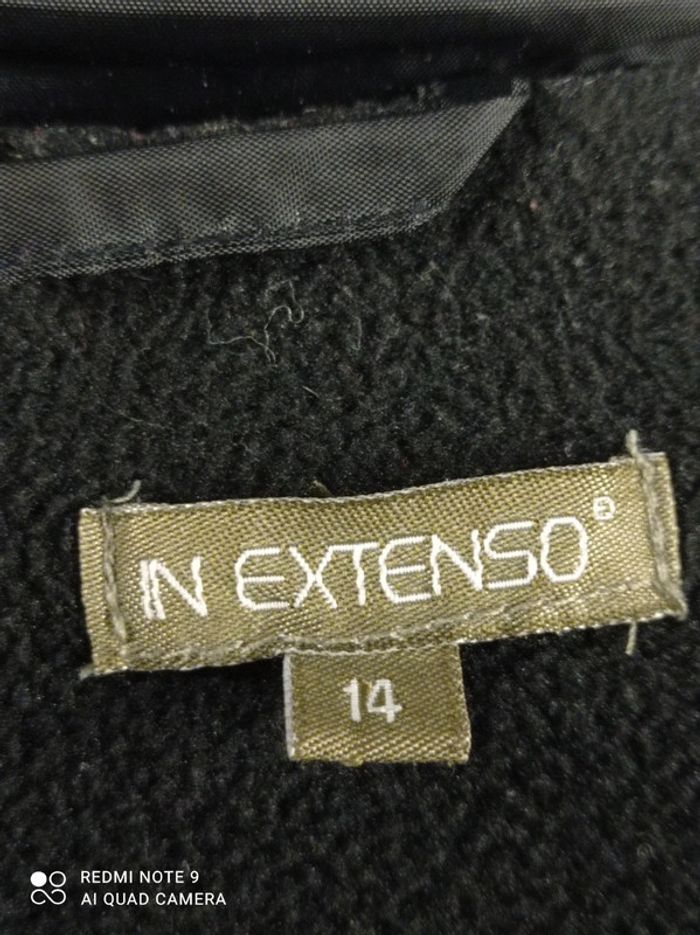 IN EXTENSO®
14
REDMI NOTE 9
AI QUAD CAMERA